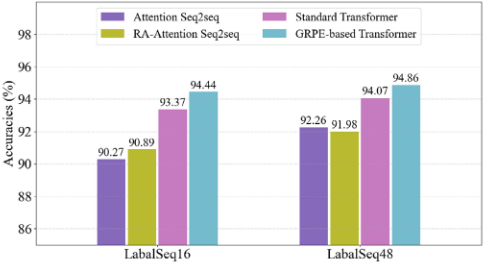 Attention Seq2seq
RA-Attention Seq2seq
Standard Transformer
GRPE-based Transformer
Accuracies (%)
98
96
94
92
90
88
86
90.27
90.89
93.37
94.44
92.26
91.98
94.07
94.86
LabalSeq16
LabalSeq48